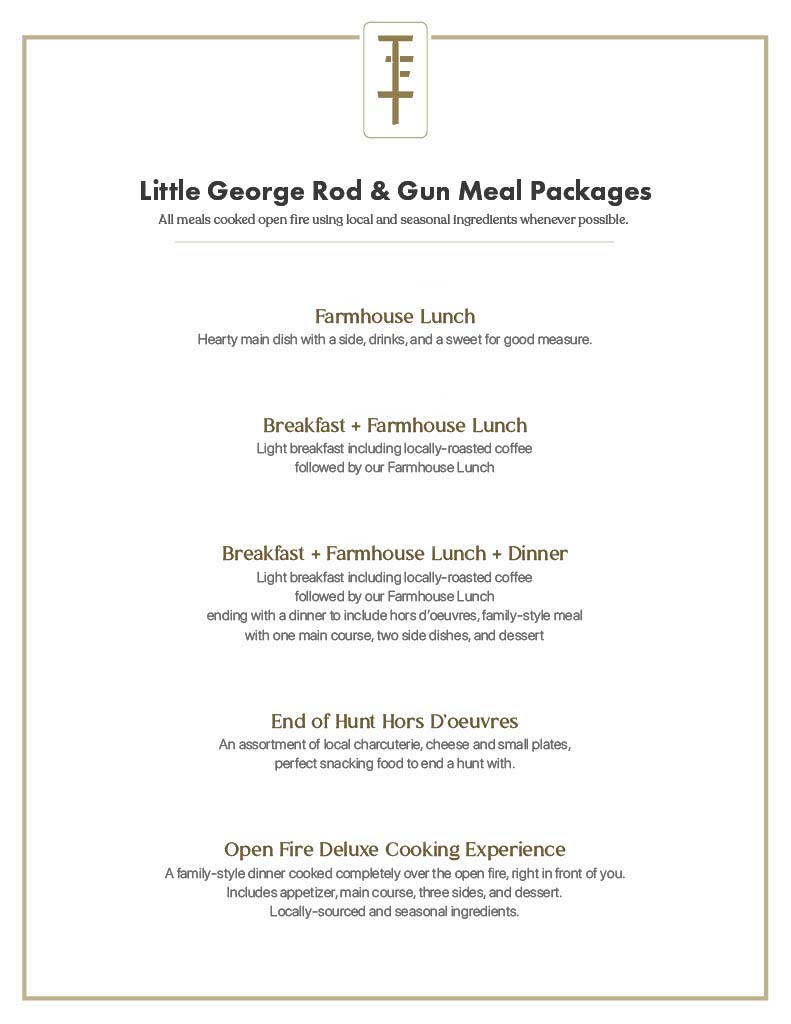 Little George Rod & Gun Meal Packages
All meals cooked open fire using local and seasonal ingredients whenever possible.
Farmhouse Lunch
Hearty main dish with a side, drinks, and a sweet for good measure.
Breakfast + Farmhouse Lunch
Light breakfast including locally-roasted coffee
followed by our Farmhouse Lunch
Breakfast + Farmhouse Lunch + Dinner
Light breakfast including locally-roasted coffee
followed by our Farmhouse Lunch
ending with a dinner to include hors d'oeuvres, family-style meal
with one main course, two side dishes, and dessert
End of Hunt Hors D'oeuvres
An assortment of local charcuterie, cheese and small plates,
perfect snacking food to end a hunt with.
Open Fire Deluxe Cooking Experience
A family-style dinner cooked completely over the open fire, right in front of you.
Includes appetizer, main course, three sides, and dessert.
Locally-sourced and seasonal ingredients.